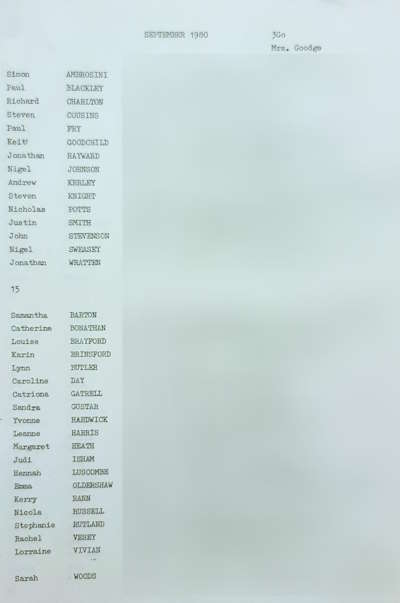 SEPTEMBER 1980 3Go
Mrs. Goodge
Simon AMBROSINI
Paul BLACKLEY
Richard CHARLTON
Steven COUSINS
Paul FRY
Keith GOODCHILD
Jonathan HAYWARD
Nigel JOHNSON
Andrew KERLEY
Steven KNIGHT
Nicholas POTTS
Justin SMITH
John STEVENSON
Nigel SWEASEY
Jonathan WRATTEN
15
Samantha BARTON
Catherine BONATHAN
Louise BRAYFORD
Karin BRINSFORD
Lynn BUTLER
Caroline DAY
Catriona GATRELL
Sandra GUSTAR
Yvonne HARDWICK
Leanne HARRIS
Margaret HEATH
Judi ISHAM
Hannah LUSCOMBE
Emma OLDERSHAW
Kerry RANN
Nicola RUSSELL
Stephanie RUTLAND
Rachel VEREY
Lorraine VIVIAN
Sarah WOODS